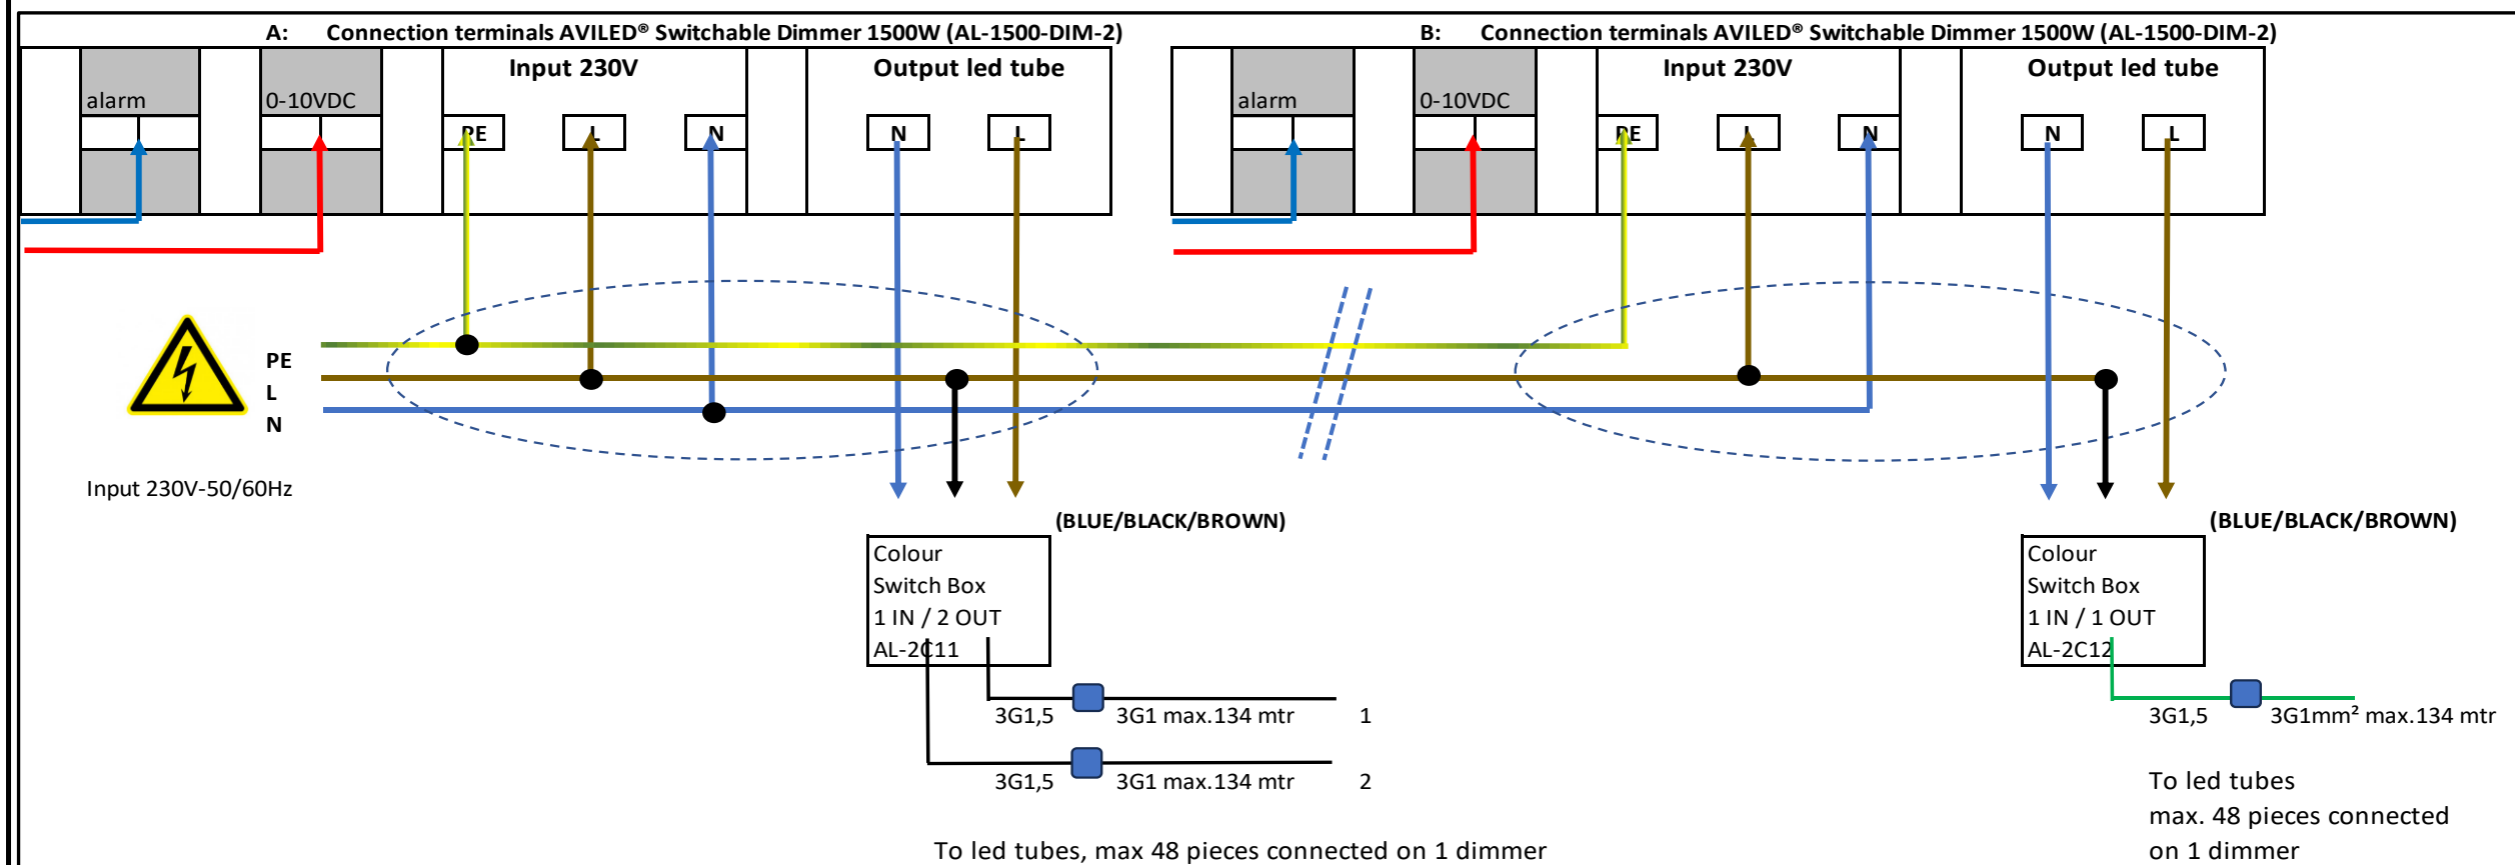 A: Connection terminals AVILED® Switchable Dimmer 1500W (AL-1500-DIM-2)
Input 230V
Output led tube
alarm
0-10VDC
PE
L
N
N
L
B: Connection terminals AVILED® Switchable Dimmer 1500W (AL-1500-DIM-2)
Input 230V
Output led tube
alarm
0-10VDC
PE
L
N
N
L
PE
L
N
Input 230V-50/60Hz
(BLUE/BLACK/BROWN)
Colour
Switch Box
1 IN / 2 OUT
AL-2C11
3G1,5 3G1 max.134 mtr 1
3G1,5 3G1 max.134 mtr 2
To led tubes, max 48 pieces connected on 1 dimmer
(BLUE/BLACK/BROWN)
Colour
Switch Box
1 IN / 1 OUT
AL-2C12
3G1,5 3G1mm² max.134 mtr
To led tubes
max. 48 pieces connected
on 1 dimmer